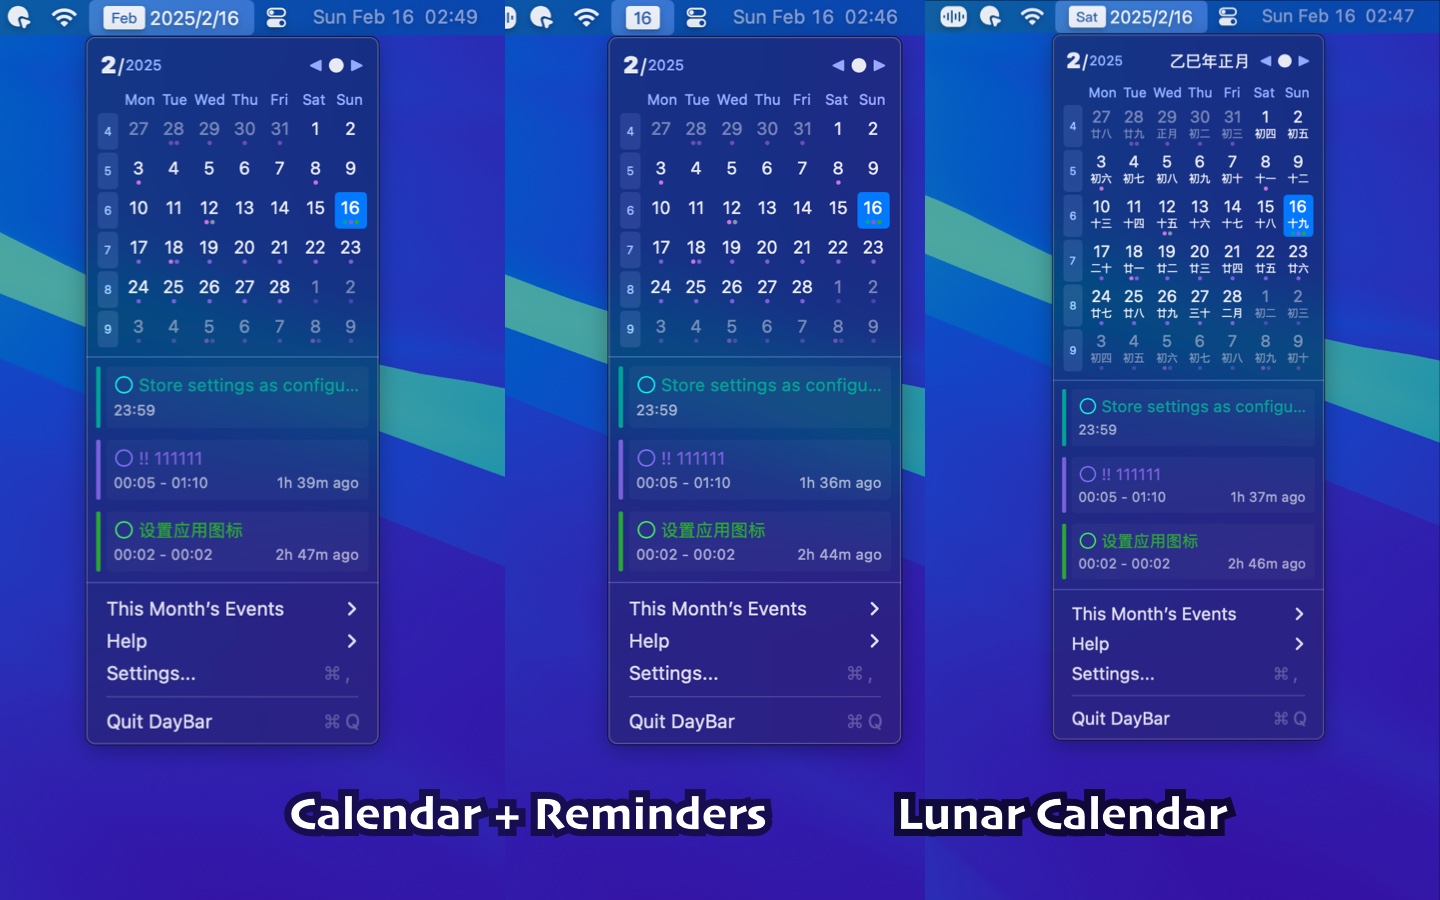 Feb 2025/2/16 Sun Feb 16 02:49
2/2025
Mon Tue Wed Thu Fri Sat Sun
4 27 28 29 30 31 1 2
5 3 4 5 6 7 8 9
6 10 11 12 13 14 15 16
7 17 18 19 20 21 22 23
8 24 25 26 27 28 1 2
9 3 4 5 6 7 8 9
Store settings as configu...
23:59
!! 111111
00:05 - 01:10 1h 39m ago
设置应用图标
00:02 - 00:02 2h 47m ago
This Month's Events
Help
Settings... ⌘ ,
Quit DayBar ⌘ Q
16 Sun Feb 16 02:46
2/2025
Mon Tue Wed Thu Fri Sat Sun
4 27 28 29 30 31 1 2
5 3 4 5 6 7 8 9
6 10 11 12 13 14 15 16
7 17 18 19 20 21 22 23
8 24 25 26 27 28 1 2
9 3 4 5 6 7 8 9
Store settings as configu...
23:59
!! 111111
00:05 - 01:10 1h 36m ago
设置应用图标
00:02 - 00:02 2h 44m ago
This Month's Events
Help
Settings... ⌘ ,
Quit DayBar ⌘ Q
Sat 2025/2/16 Sun Feb 16 02:47
2/2025 乙巳年正月
Mon Tue Wed Thu Fri Sat Sun
4 27 28 29 30 31 1 2
廿八 廿九 正月 初二 初三 初四 初五
5 3 4 5 6 7 8 9
初六 初七 初八 初九 初十 十一 十二
6 10 11 12 13 14 15 16
十三 十四 十五 十六 十七 十八 十九
7 17 18 19 20 21 22 23
二十 廿一 廿二 廿三 廿四 廿五 廿六
8 24 25 26 27 28 1 2
廿七 廿八 廿九 三十 二月 初二 初三
9 3 4 5 6 7 8 9
初四 初五 初六 初七 初八 初九 初十
Store settings as configu...
23:59
!! 111111
00:05 - 01:10 1h 37m ago
设置应用图标
00:02 - 00:02 2h 46m ago
This Month's Events
Help
Settings... ⌘ ,
Quit DayBar ⌘ Q
Calendar + Reminders
Lunar Calendar